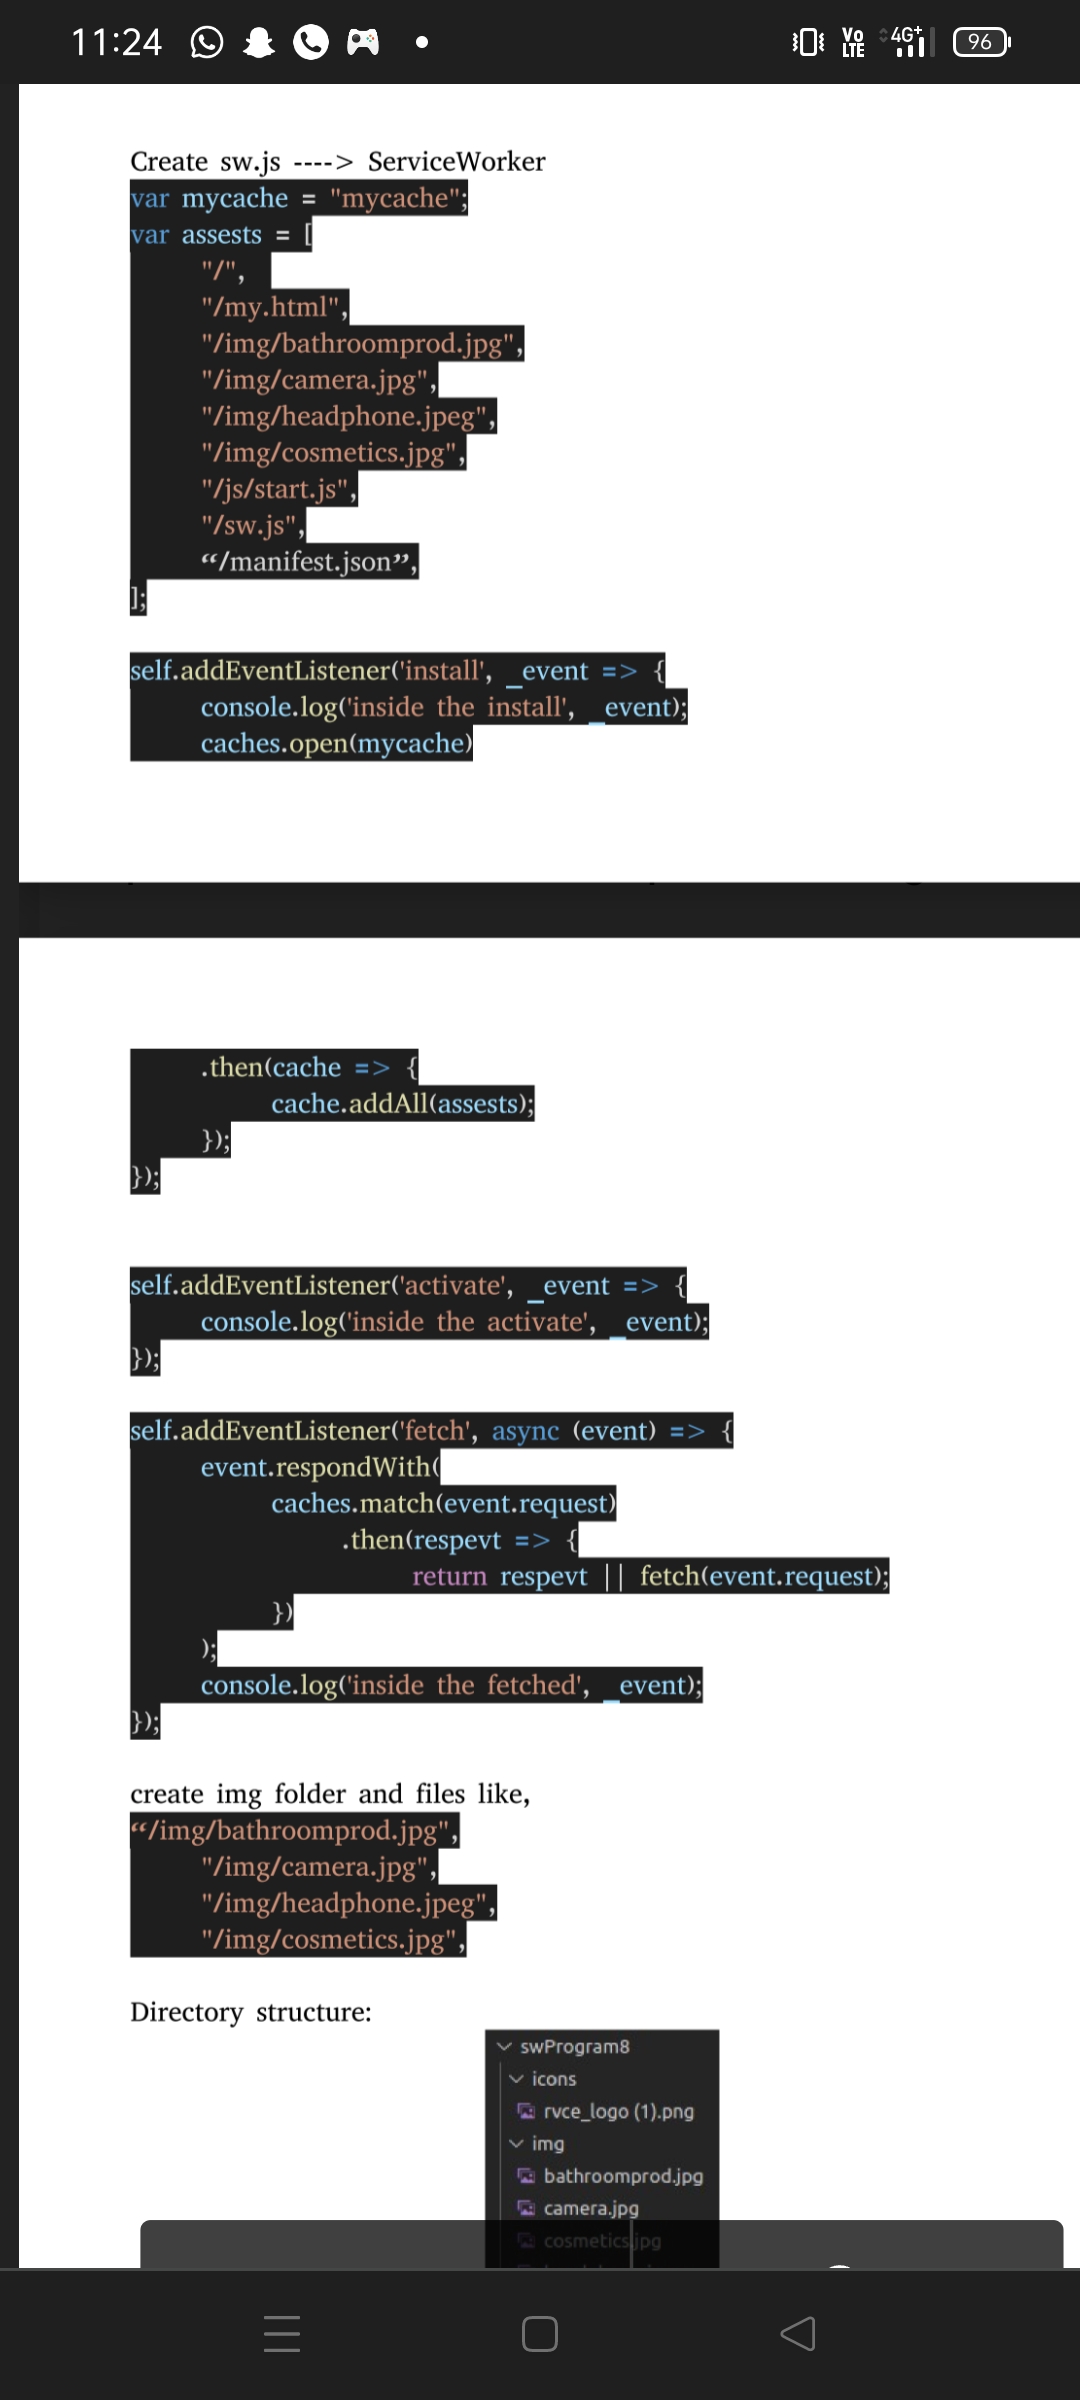 11:24
Vo
LTE
4G+
96
Create sw.js ----> ServiceWorker
var mycache = "mycache";
var assests = [
"/",
"/my.html",
"/img/bathroomprod.jpg",
"/img/camera.jpg",
"/img/headphone.jpeg",
"/img/cosmetics.jpg",
"/js/start.js",
"/sw.js",
“/manifest.json”,
];
self.addEventListener('install', _event => {
console.log('inside the install', _event);
caches.open(mycache)
.then(cache => {
cache.addAll(assests);
});
});
self.addEventListener('activate', _event => {
console.log('inside the activate', _event);
});
self.addEventListener('fetch', async (event) => {
event.respondWith(
caches.match(event.request)
.then(respevt => {
return respevt || fetch(event.request);
})
);
console.log('inside the fetched', _event);
});
create img folder and files like,
“/img/bathroomprod.jpg",
"/img/camera.jpg",
"/img/headphone.jpeg",
"/img/cosmetics.jpg",
Directory structure:
swProgram8
icons
rvce_logo (1).png
img
bathroomprod.jpg
camera.jpg
cosmetics.jpg